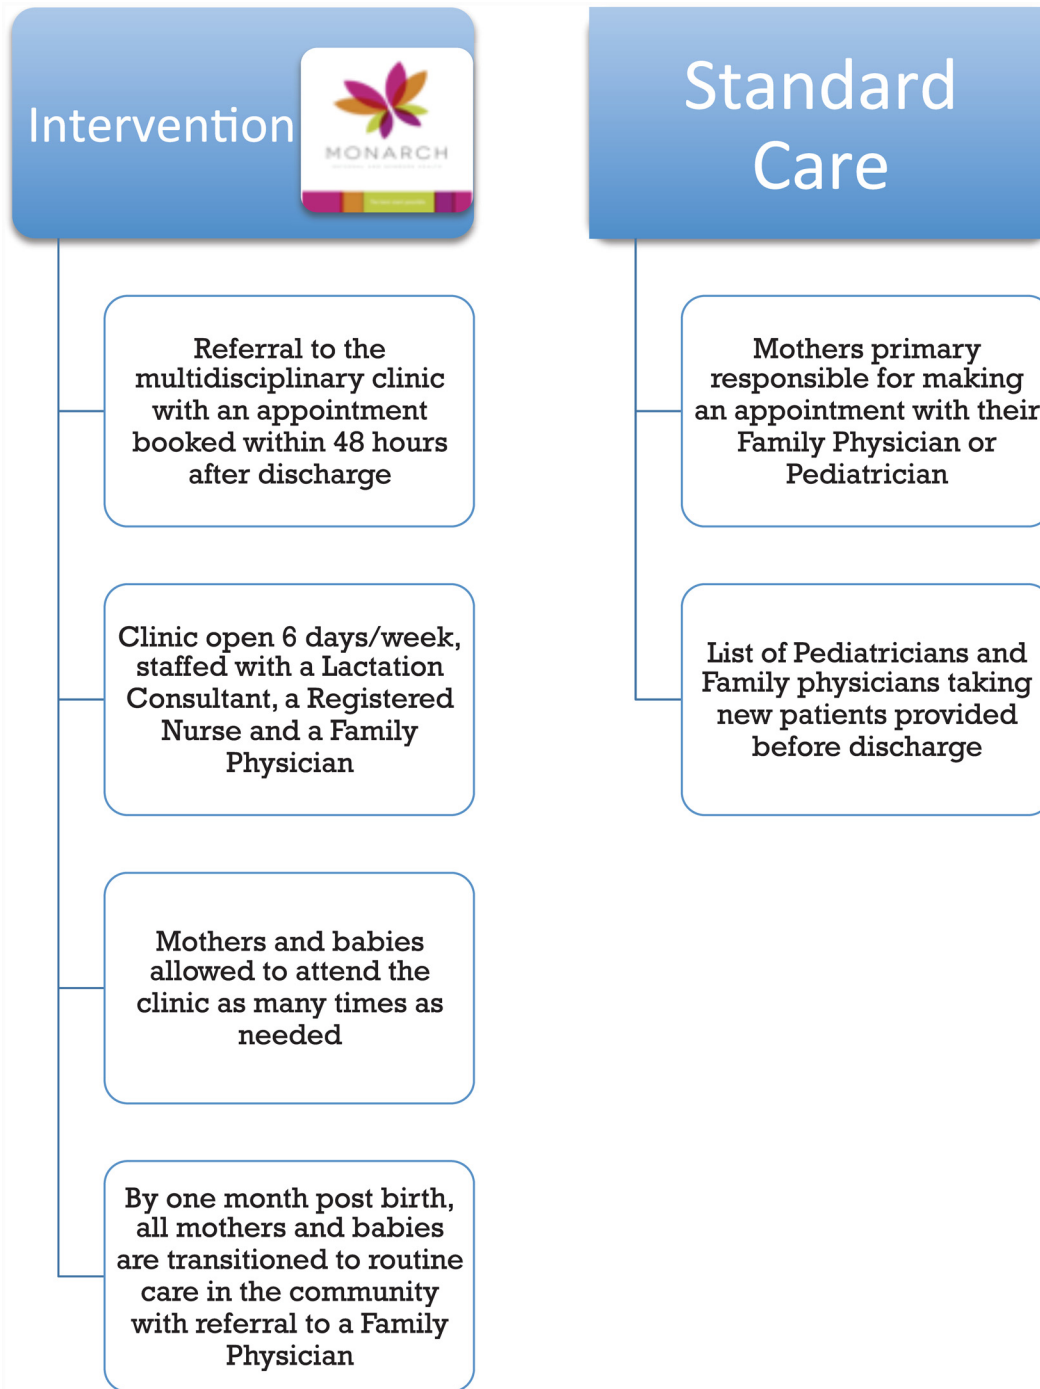 Intervention
MONARCH
Standard
Care
Referral to the
multidisciplinary clinic
with an appointment
booked within 48 hours
after discharge
Clinic open 6 days/week,
staffed with a Lactation
Consultant, a Registered
Nurse and a Family
Physician
Mothers and babies
allowed to attend the
clinic as many times as
needed
By one month post birth,
all mothers and babies
are transitioned to routine
care in the community
with referral to a Family
Physician
Mothers primary
responsible for making
an appointment with their
Family Physician or
Pediatrician
List of Pediatricians and
Family physicians taking
new patients provided
before discharge